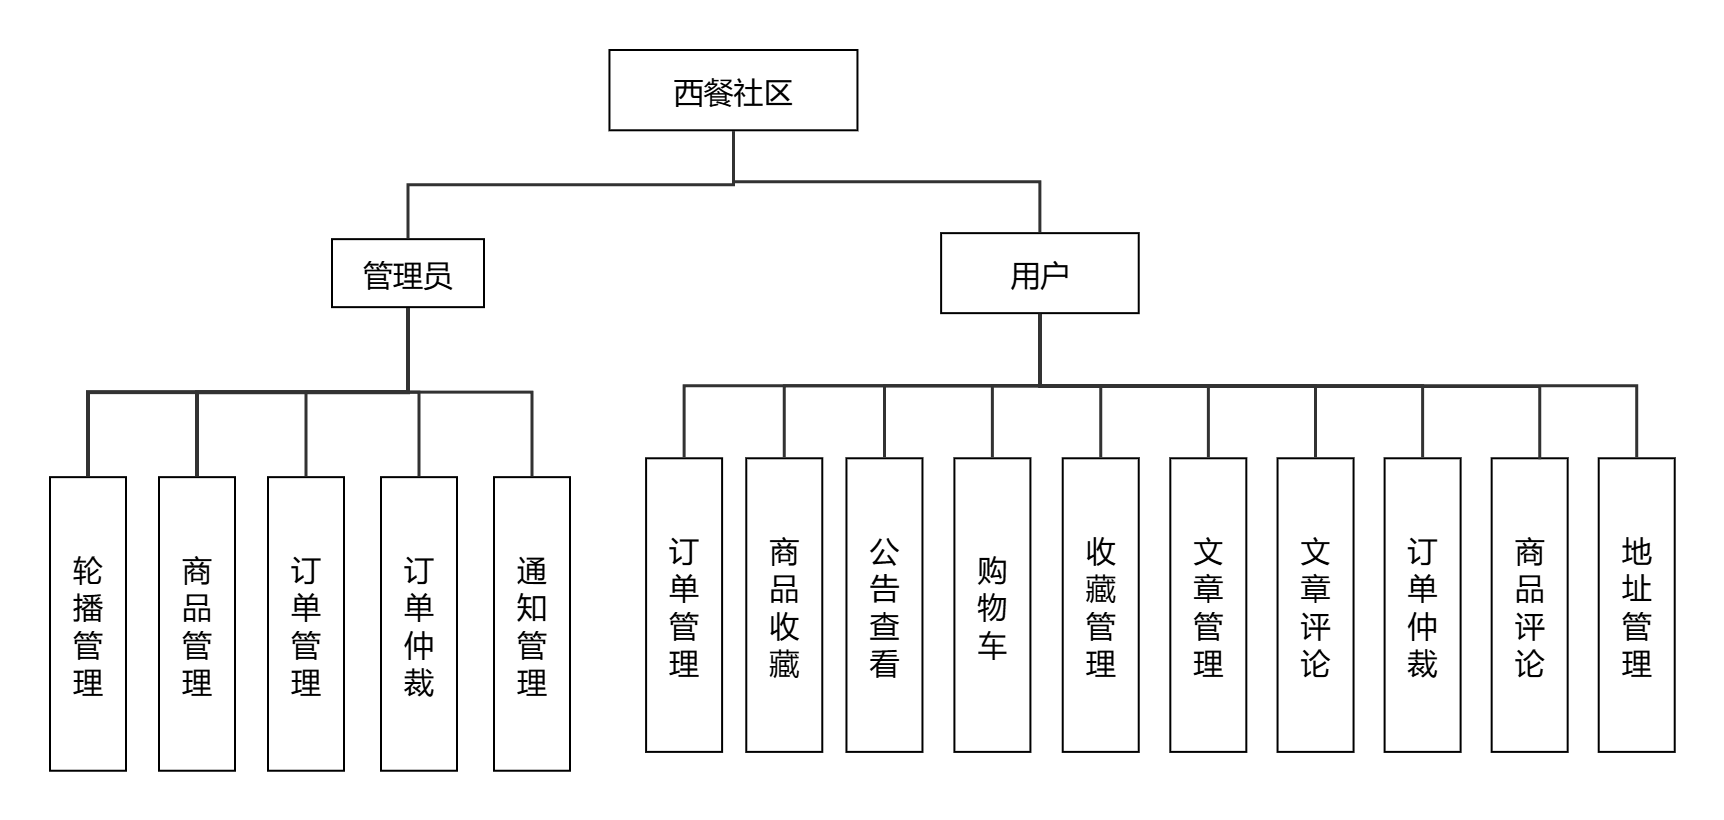 西餐社区
管理员
用户
轮播管理
商品管理
订单管理
订单仲裁
通知管理
订单管理
商品收藏
公告查看
购物车
收藏管理
文章管理
文章评论
订单仲裁
商品评论
地址管理